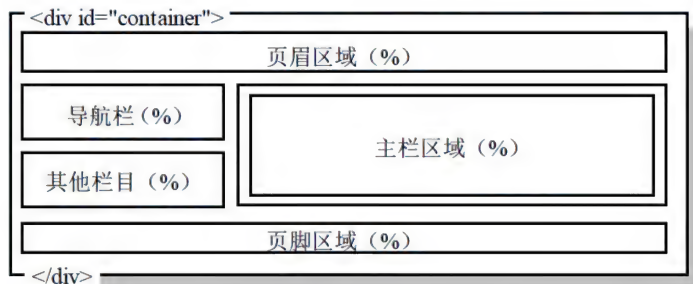 <div id="container">
页眉区域（%）
导航栏（%）
主栏区域（%）
其他栏目（%）
页脚区域（%）
</div>